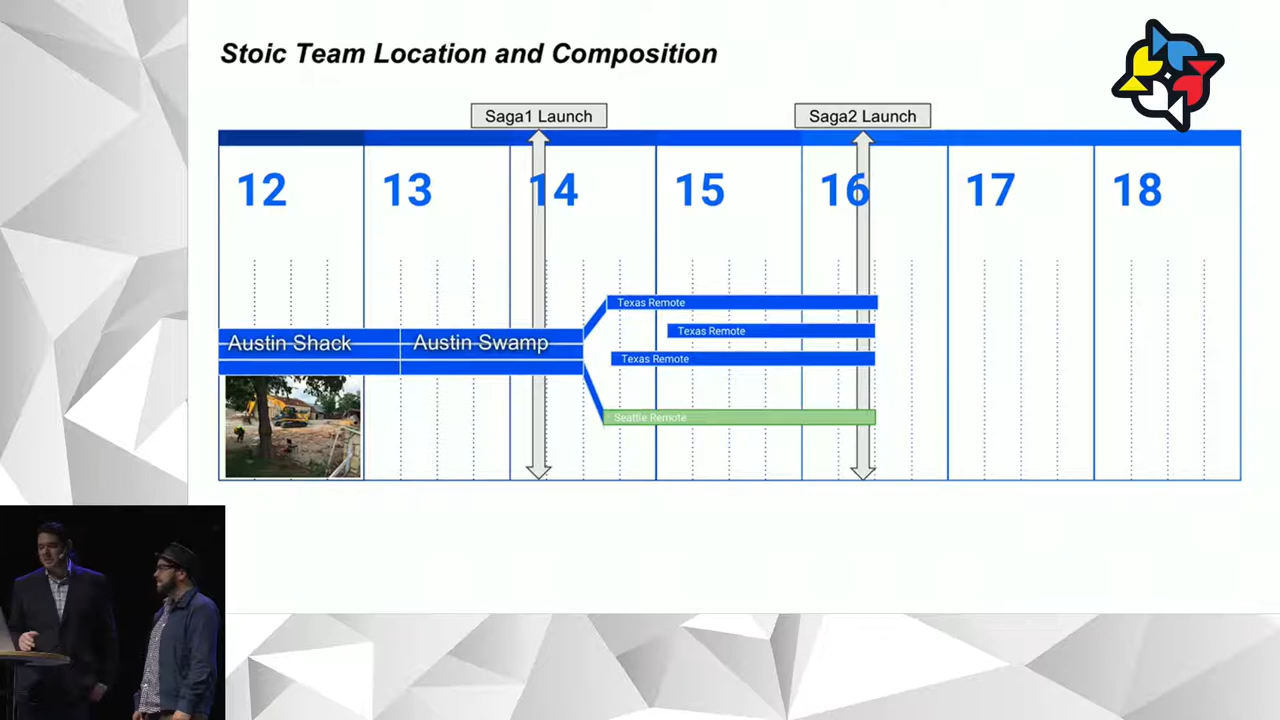 Stoic Team Location and Composition
Saga1 Launch
Saga2 Launch
12 13 14 15 16 17 18
Texas Remote
Austin Shack
Austin Swamp
Texas Remote
Texas Remote
Seattle Remote